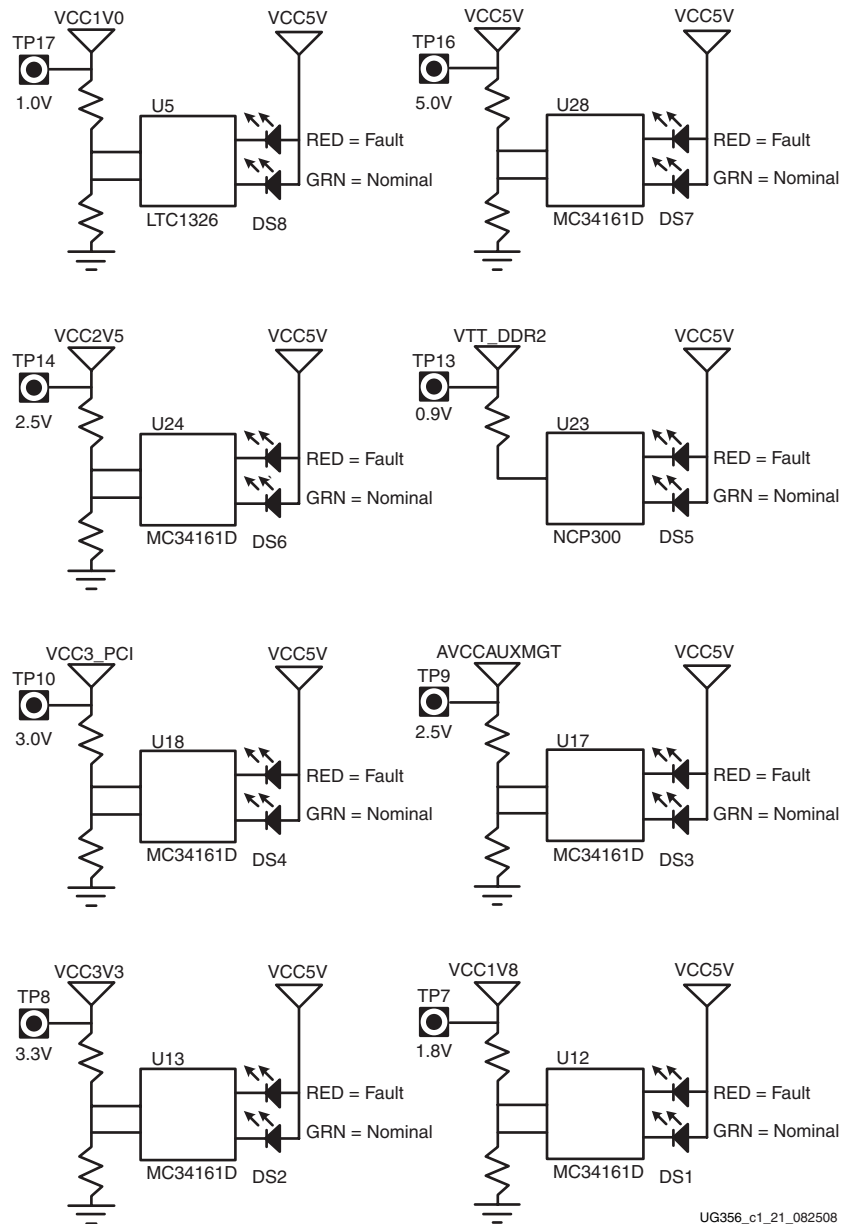 VCC1V0
VCC5V
TP17
1.0V
U5
RED = Fault
GRN = Nominal
LTC1326
DS8
VCC5V
VCC5V
TP16
5.0V
U28
RED = Fault
GRN = Nominal
MC34161D
DS7
VCC2V5
VCC5V
TP14
2.5V
U24
RED = Fault
GRN = Nominal
MC34161D
DS6
VTT_DDR2
VCC5V
TP13
0.9V
U23
RED = Fault
GRN = Nominal
NCP300
DS5
VCC3_PCI
VCC5V
TP10
3.0V
U18
RED = Fault
GRN = Nominal
MC34161D
DS4
AVCCAUXMGT
VCC5V
TP9
2.5V
U17
RED = Fault
GRN = Nominal
MC34161D
DS3
VCC3V3
VCC5V
TP8
3.3V
U13
RED = Fault
GRN = Nominal
MC34161D
DS2
VCC1V8
VCC5V
TP7
1.8V
U12
RED = Fault
GRN = Nominal
MC34161D
DS1
UG356_c1_21_082508